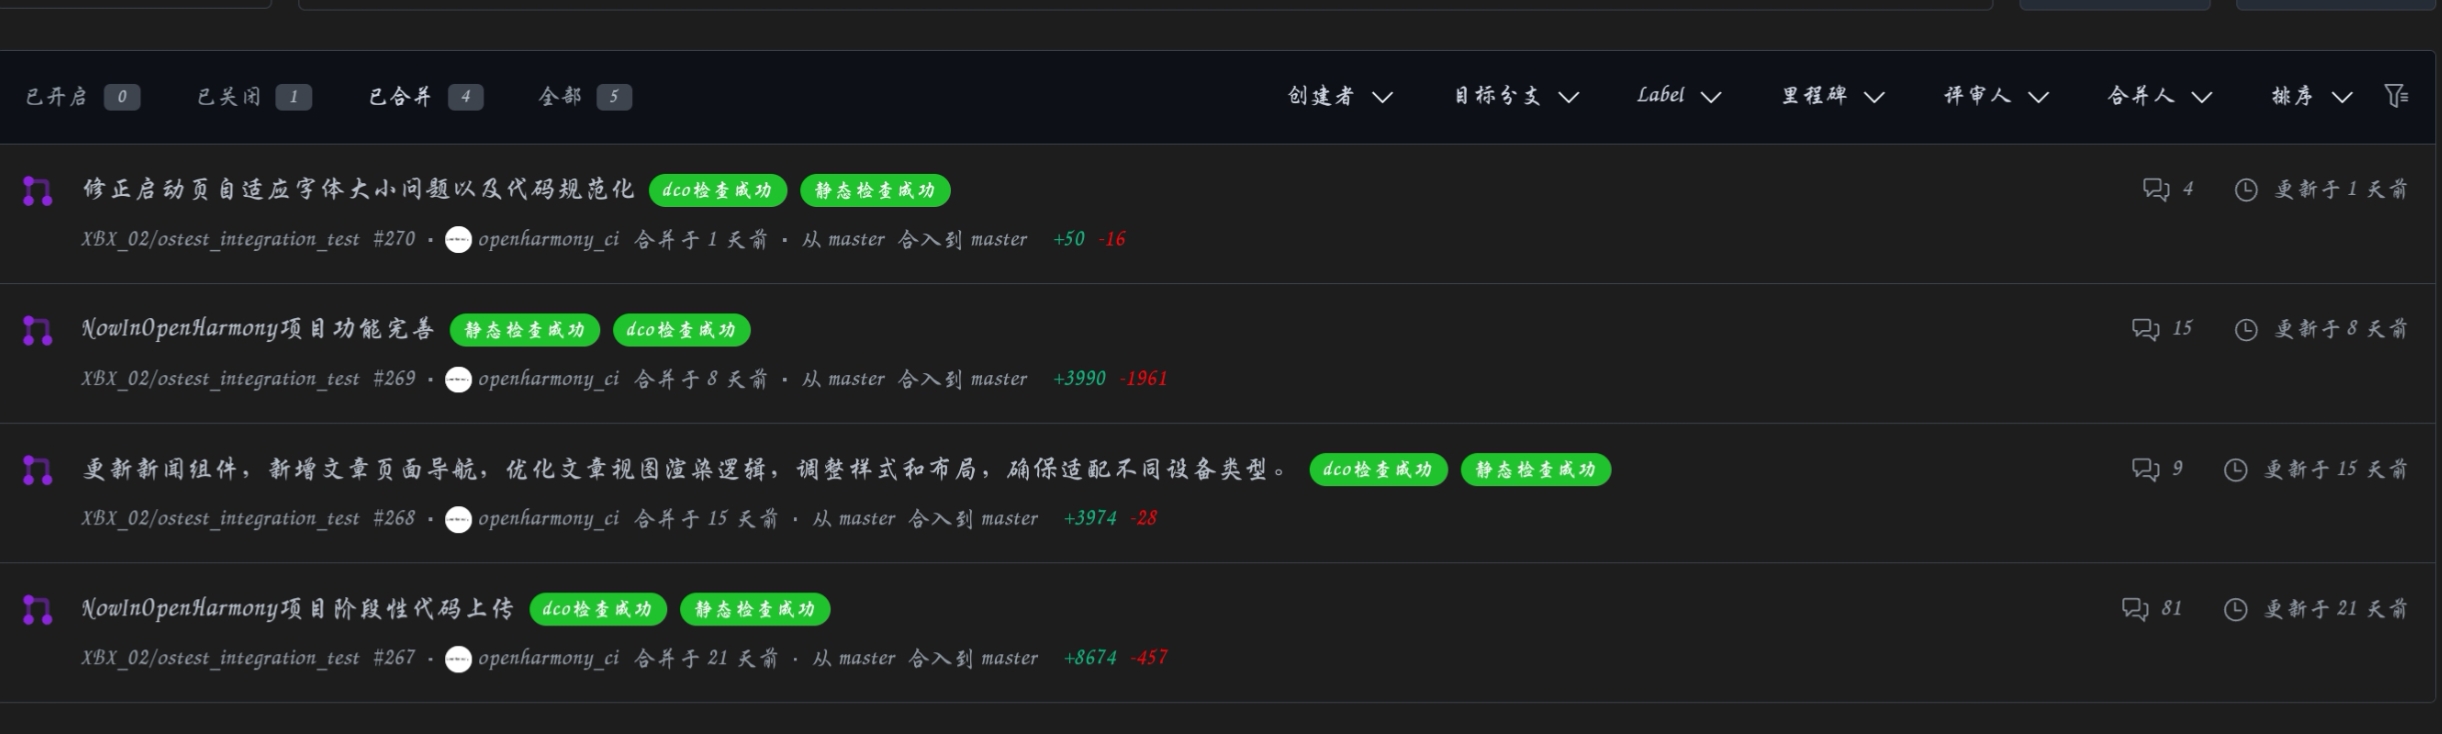 已开启 0 已关闭 1 已合并 4 全部 5 创建者 目标分支 Label 里程碑 评审人 合并人 排序
修正启动页自适应字体大小问题以及代码规范化 dco检查成功 静态检查成功 4 更新于 1 天前
XBX_02/ostest_integration_test #270 · openharmony_ci 合并于 1 天前 · 从 master 合入到 master +50 -16
NowInOpenHarmony项目功能完善 静态检查成功 dco检查成功 15 更新于 8 天前
XBX_02/ostest_integration_test #269 · openharmony_ci 合并于 8 天前 · 从 master 合入到 master +3990 -1961
更新新闻组件，新增文章页面导航，优化文章视图渲染逻辑，调整样式和布局，确保适配不同设备类型。 dco检查成功 静态检查成功 9 更新于 15 天前
XBX_02/ostest_integration_test #268 · openharmony_ci 合并于 15 天前 · 从 master 合入到 master +3974 -28
NowInOpenHarmony项目阶段性代码上传 dco检查成功 静态检查成功 81 更新于 21 天前
XBX_02/ostest_integration_test #267 · openharmony_ci 合并于 21 天前 · 从 master 合入到 master +8674 -457